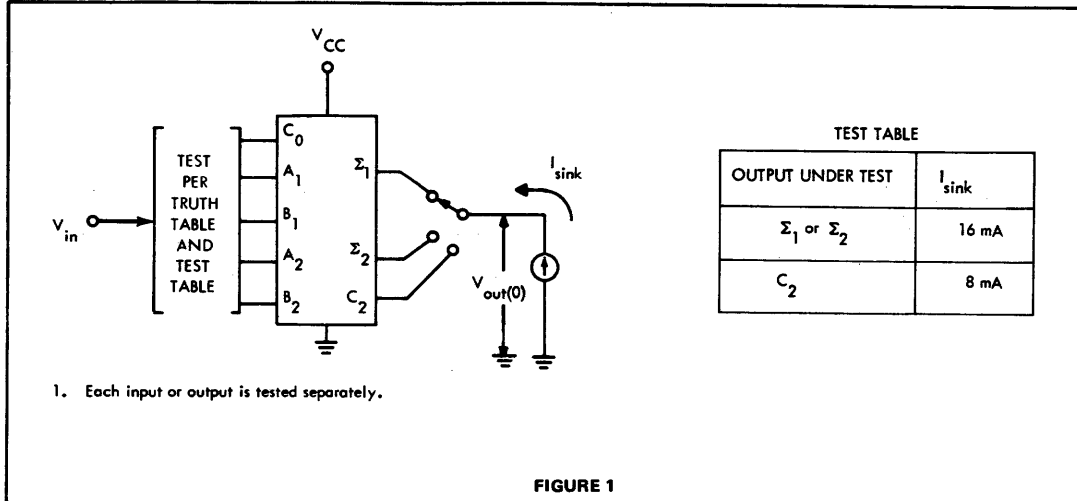 V_CC
V_in
TEST
PER
TRUTH
TABLE
AND
TEST
TABLE
C_0
A_1
B_1
A_2
B_2
Σ_1
Σ_2
C_2
I_sink
V_out(0)
TEST TABLE
OUTPUT UNDER TEST I_sink
Σ_1 or Σ_2 16 mA
C_2 8 mA
1. Each input or output is tested separately.
FIGURE 1